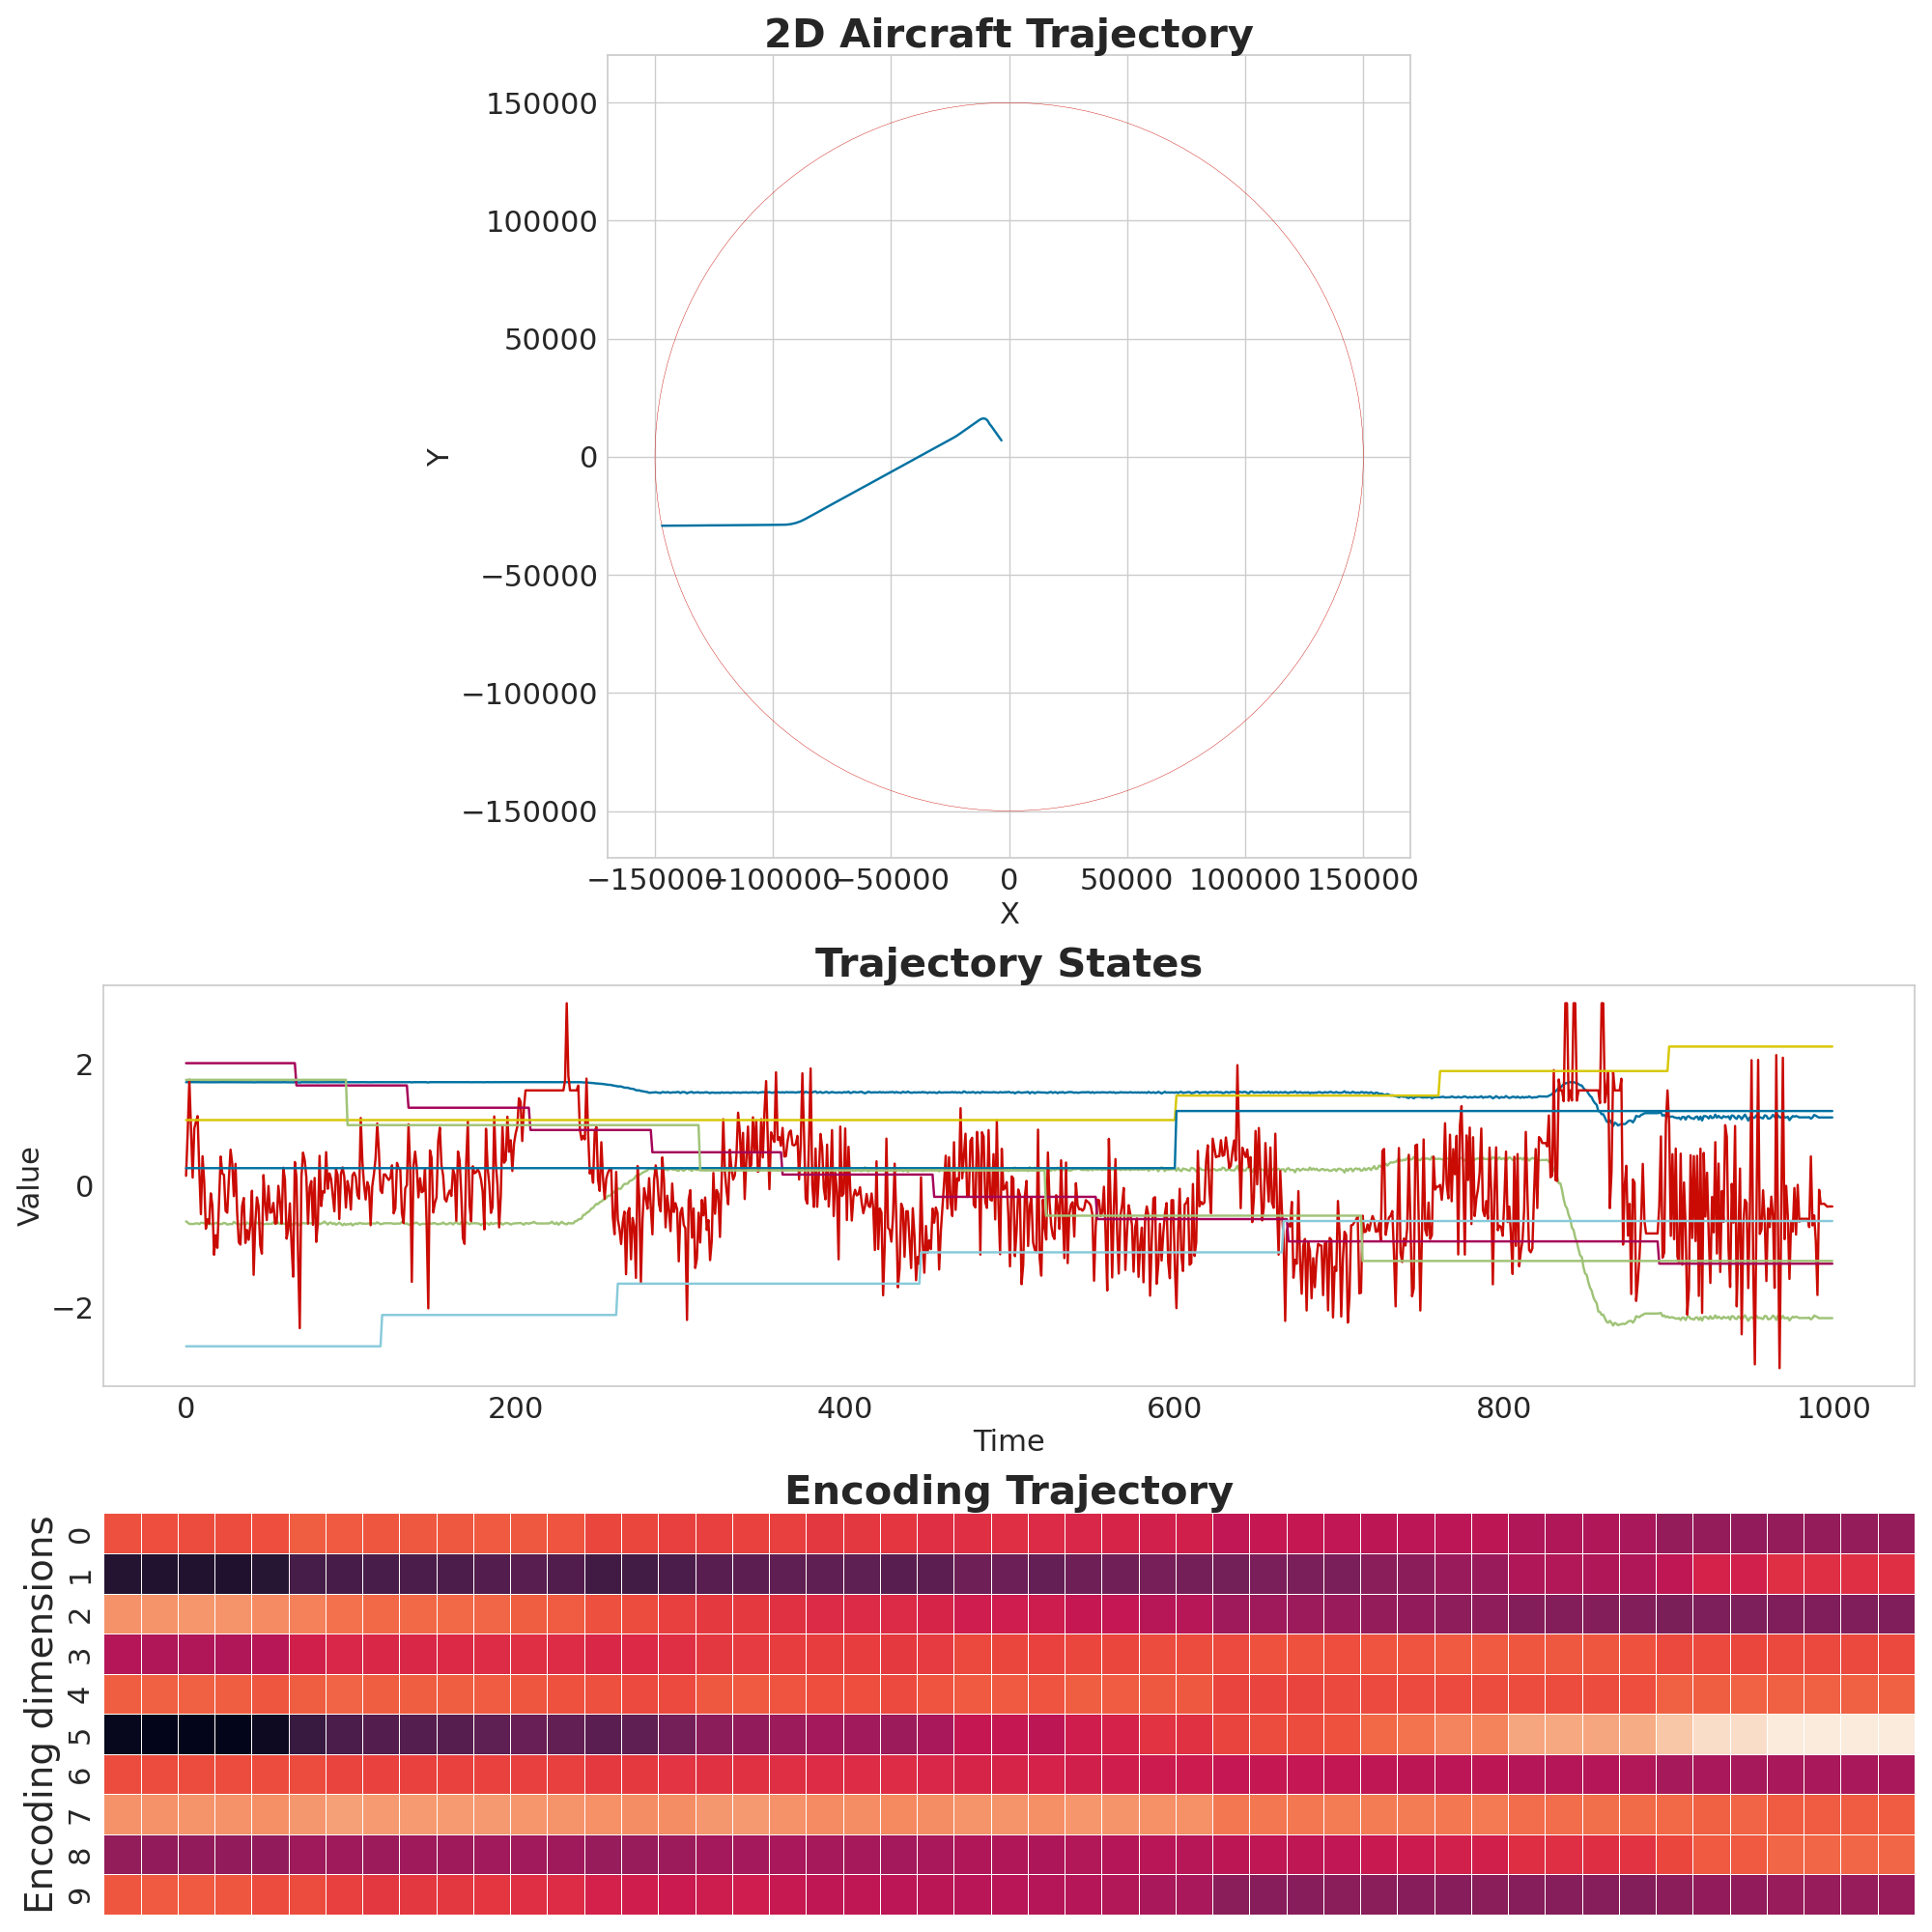 2D Aircraft Trajectory
150000
100000
50000
0
−50000
−100000
−150000
Y
−150000 −100000 −50000 0 50000 100000 150000
X
Trajectory States
2
0
−2
Value
0 200 400 600 800 1000
Time
Encoding Trajectory
Encoding dimensions
0
1
2
3
4
5
6
7
8
9